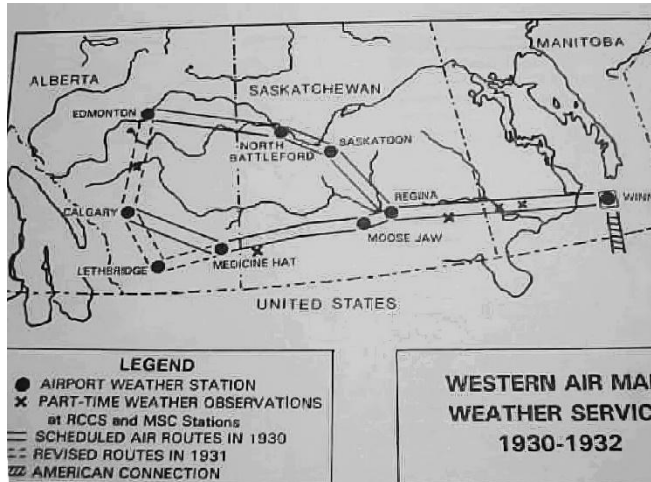 MANITOBA
ALBERTA
SASKATCHEWAN
EDMONTON
NORTH
BATTLEFORD
SASKATOON
REGINA
WINN
CALGARY
MOOSE JAW
LETHBRIDGE
MEDICINE HAT
UNITED STATES
LEGEND
AIRPORT WEATHER STATION
PART-TIME WEATHER OBSERVATIONS
at RCCS and MSC Stations
SCHEDULED AIR ROUTES IN 1930
REVISED ROUTES IN 1931
AMERICAN CONNECTION
WESTERN AIR MA
WEATHER SERVIC
1930-1932